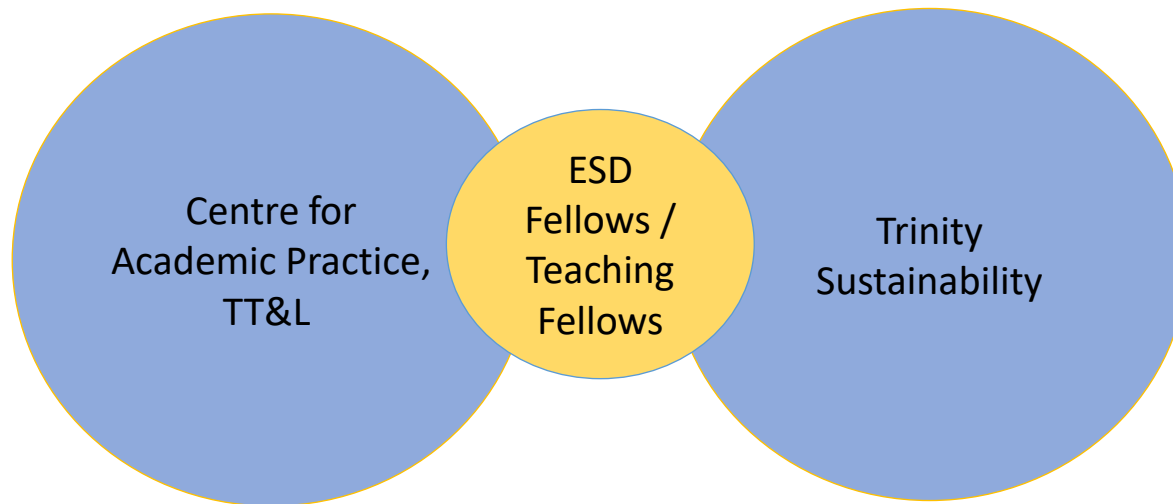 Centre for
Academic Practice,
TT&L
ESD
Fellows /
Teaching
Fellows
Trinity
Sustainability